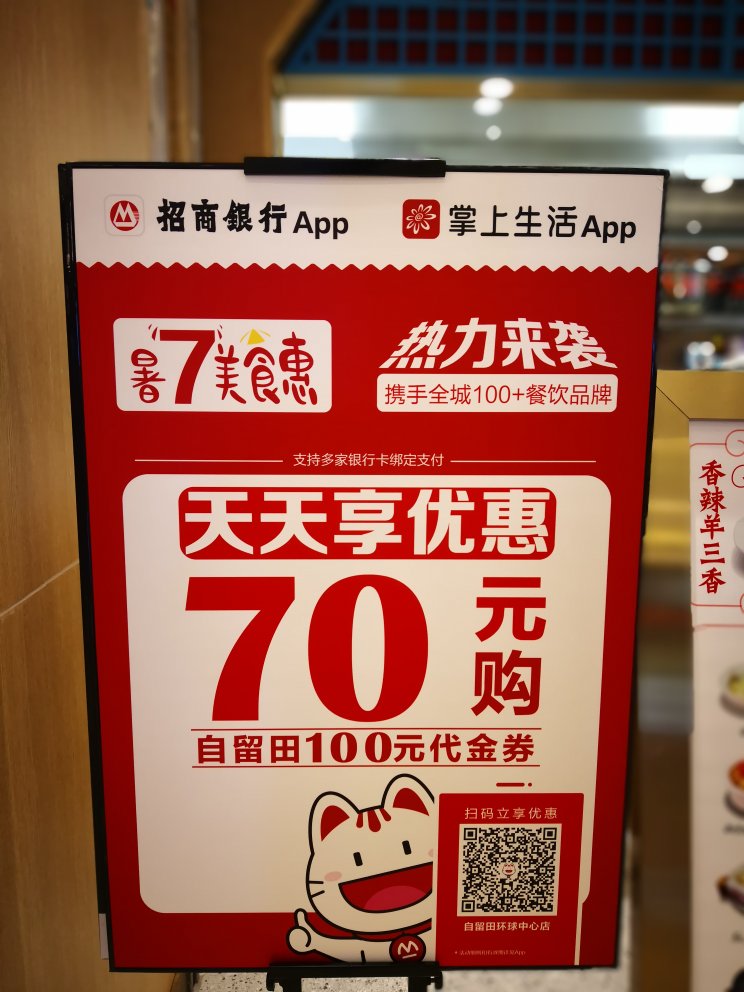 招商銀行App
掌上生活App
暑7美食惠
热力来袭
携手全城100+餐饮品牌
支持多家银行卡绑定支付
天天享优惠
70元购
自留田100元代金券
扫码立享优惠
自留田环球中心店
香辣羊三香